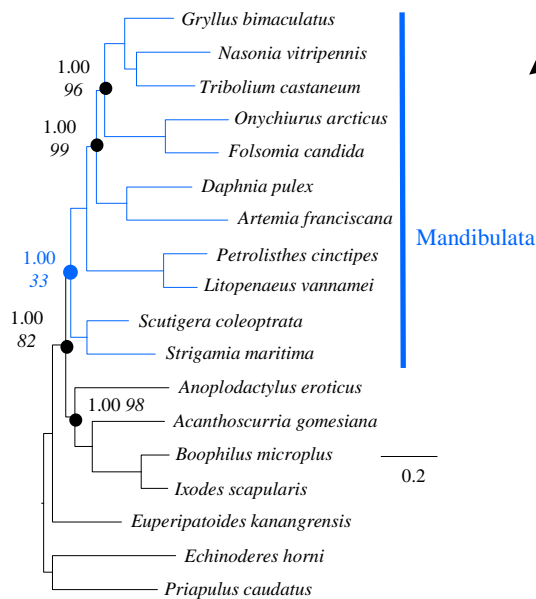 Gryllus bimaculatus
Nasonia vitripennis
1.00
96
Tribolium castaneum
Onychiurus arcticus
1.00
99
Folsomia candida
Daphnia pulex
Artemia franciscana
Mandibulata
Petrolisthes cinctipes
1.00
33
Litopenaeus vannamei
1.00
82
Scutigera coleoptrata
Strigamia maritima
Anoplodactylus eroticus
1.00 98
Acanthoscurria gomesiana
Boophilus microplus
0.2
Ixodes scapularis
Euperipatoides kanangrensis
Echinoderes horni
Priapulus caudatus